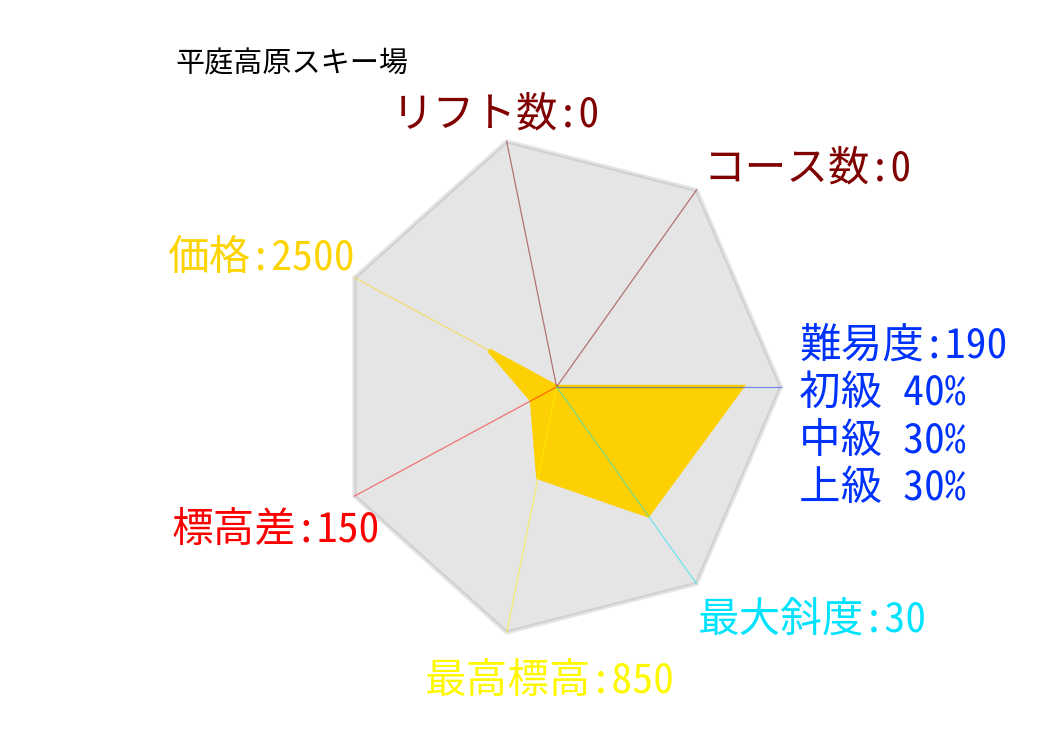 平庭高原スキー場
リフト数:0
コース数:0
価格:2500
難易度:190
初級 40%
中級 30%
上級 30%
標高差:150
最大斜度:30
最高標高:850